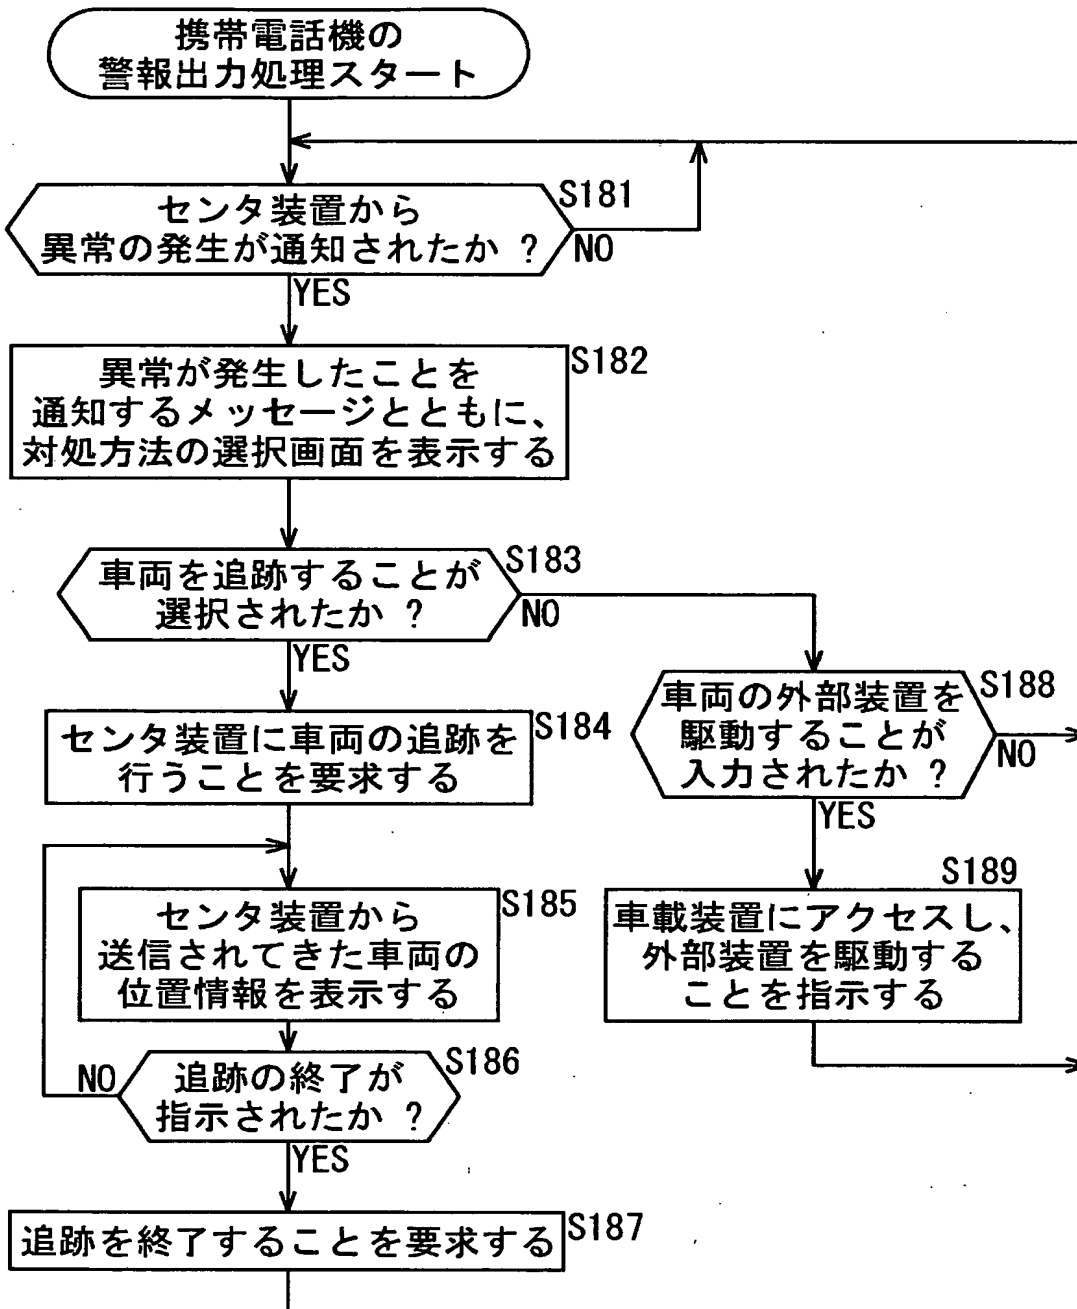 携帯電話機の
警報出力処理スタート
センタ装置から
異常の発生が通知されたか ?
S181
NO
YES
異常が発生したことを
通知するメッセージとともに、
対処方法の選択画面を表示する
S182
車両を追跡することが
選択されたか ?
S183
NO
YES
センタ装置に車両の追跡を
行うことを要求する
S184
車両の外部装置を
駆動することが
入力されたか ?
S188
NO
YES
センタ装置から
送信されてきた車両の
位置情報を表示する
S185
S189
車載装置にアクセスし、
外部装置を駆動する
ことを指示する
追跡の終了が
指示されたか ?
S186
NO
YES
追跡を終了することを要求する
S187